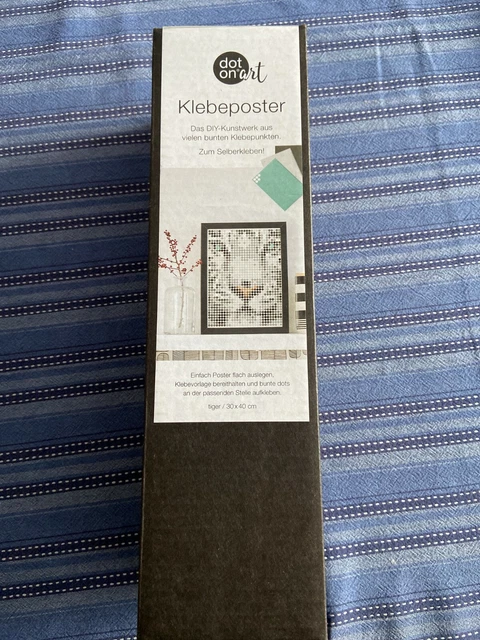 dot
on art
Klebeposter
Das DIY-Kunstwerk aus
vielen bunten Klebepunkten.
Zum Selberkleben!
Einfach Poster flach auslegen,
Klebevorlage bereithalten und bunte dots
an der passenden Stelle aufkleben.
tiger / 30 x 40 cm